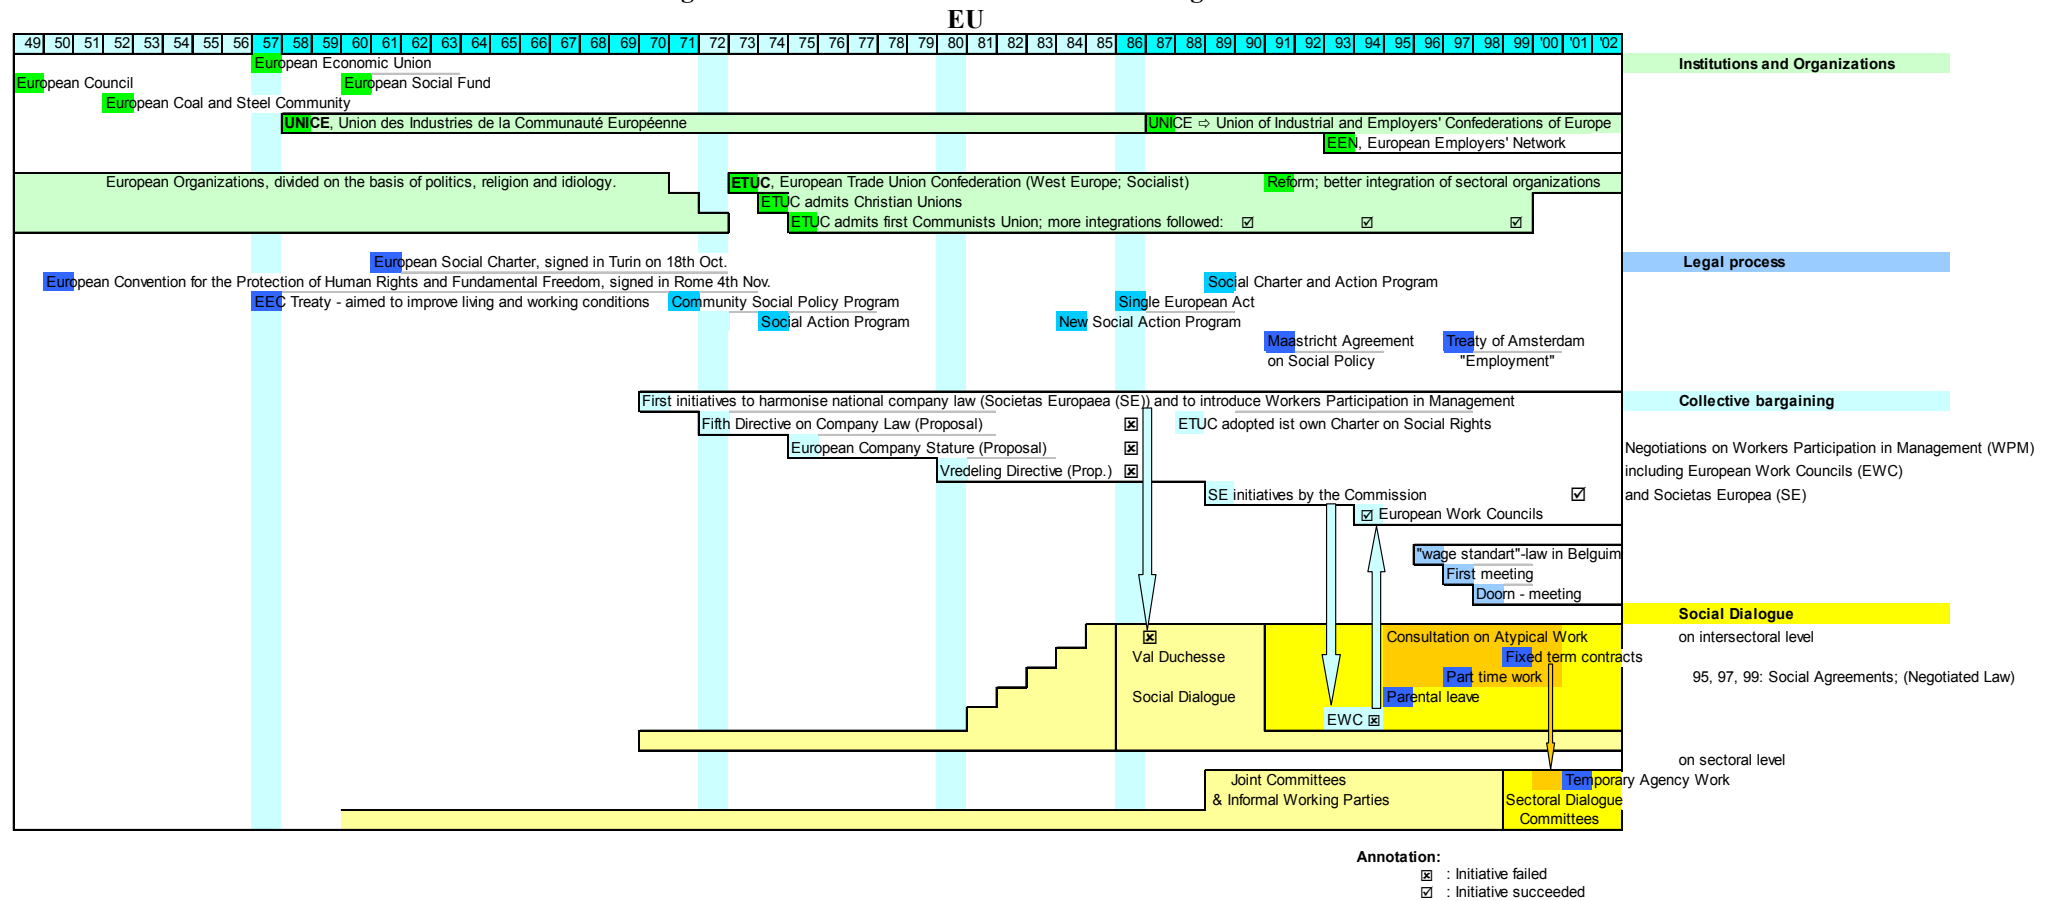 EU
49 50 51 52 53 54 55 56 57 58 59 60 61 62 63 64 65 66 67 68 69 70 71 72 73 74 75 76 77 78 79 80 81 82 83 84 85 86 87 88 89 90 91 92 93 94 95 96 97 98 99 '00 '01 '02
European Economic Union
Institutions and Organizations
European Council
European Social Fund
European Coal and Steel Community
UNICE, Union des Industries de la Communauté Européenne
UNICE ⇨ Union of Industrial and Employers' Confederations of Europe
EEN, European Employers' Network
European Organizations, divided on the basis of politics, religion and idiology.
ETUC, European Trade Union Confederation (West Europe; Socialist)
Reform; better integration of sectoral organizations
ETUC admits Christian Unions
ETUC admits first Communists Union; more integrations followed: ☑ ☑ ☑
European Social Charter, signed in Turin on 18th Oct.
Legal process
European Convention for the Protection of Human Rights and Fundamental Freedom, signed in Rome 4th Nov.
Social Charter and Action Program
EEC Treaty - aimed to improve living and working conditions
Community Social Policy Program
Single European Act
Social Action Program
New Social Action Program
Maastricht Agreement
on Social Policy
Treaty of Amsterdam
"Employment"
First initiatives to harmonise national company law (Societas Europaea (SE)) and to introduce Workers Participation in Management
Collective bargaining
Fifth Directive on Company Law (Proposal) ☒
ETUC adopted ist own Charter on Social Rights
European Company Stature (Proposal) ☒
Negotiations on Workers Participation in Management (WPM)
Vredeling Directive (Prop.) ☒
including European Work Councils (EWC)
SE initiatives by the Commission ☑
and Societas Europea (SE)
☑ European Work Councils
"wage standart"-law in Belguim
First meeting
Doorn - meeting
Social Dialogue
☒
Consultation on Atypical Work
on intersectoral level
Val Duchesse
Fixed term contracts
Part time work
95, 97, 99: Social Agreements; (Negotiated Law)
Social Dialogue
Parental leave
EWC ☒
on sectoral level
Joint Committees
Temporary Agency Work
& Informal Working Parties
Sectoral Dialogue
Committees
Annotation:
☒ : Initiative failed
☑ : Initiative succeeded